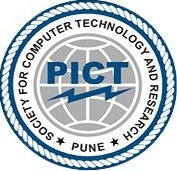 SOCIETY FOR COMPUTER TECHNOLOGY AND RESEARCH
PICT
★ PUNE ★